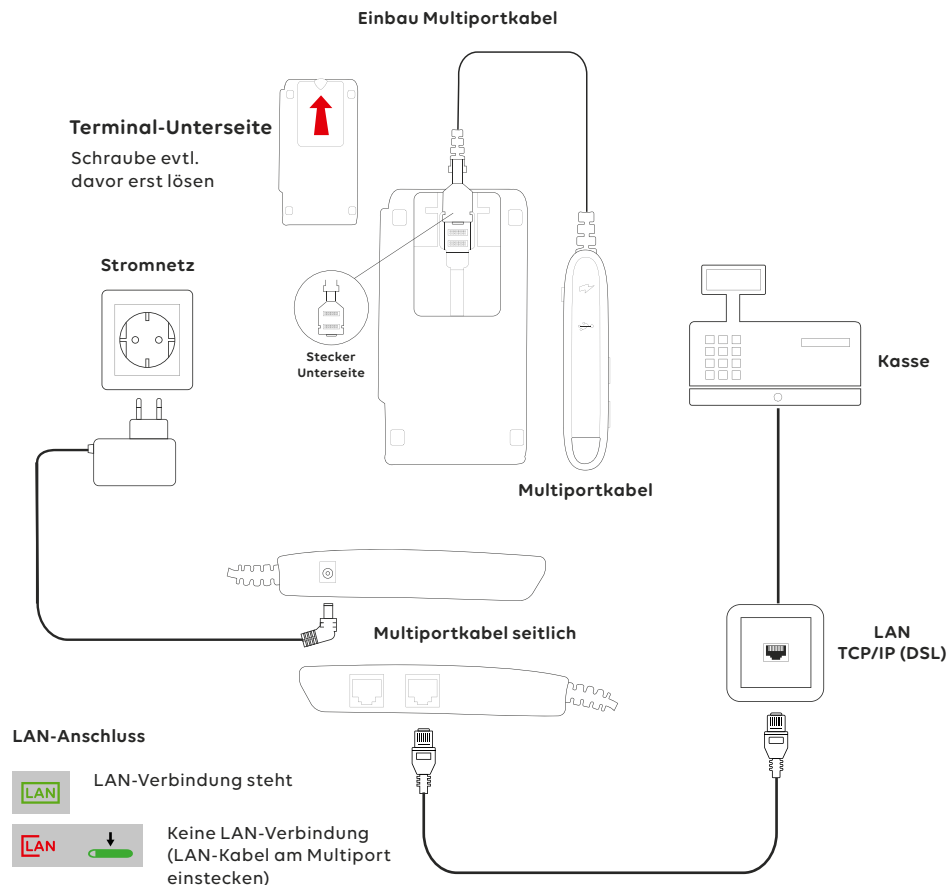 Einbau Multiportkabel
Terminal-Unterseite
Schraube evtl.
davor erst lösen
Stromnetz
Stecker
Unterseite
Kasse
Multiportkabel
Multiportkabel seitlich
LAN
TCP/IP (DSL)
LAN-Anschluss
LAN
LAN-Verbindung steht
LAN
Keine LAN-Verbindung
(LAN-Kabel am Multiport
einstecken)